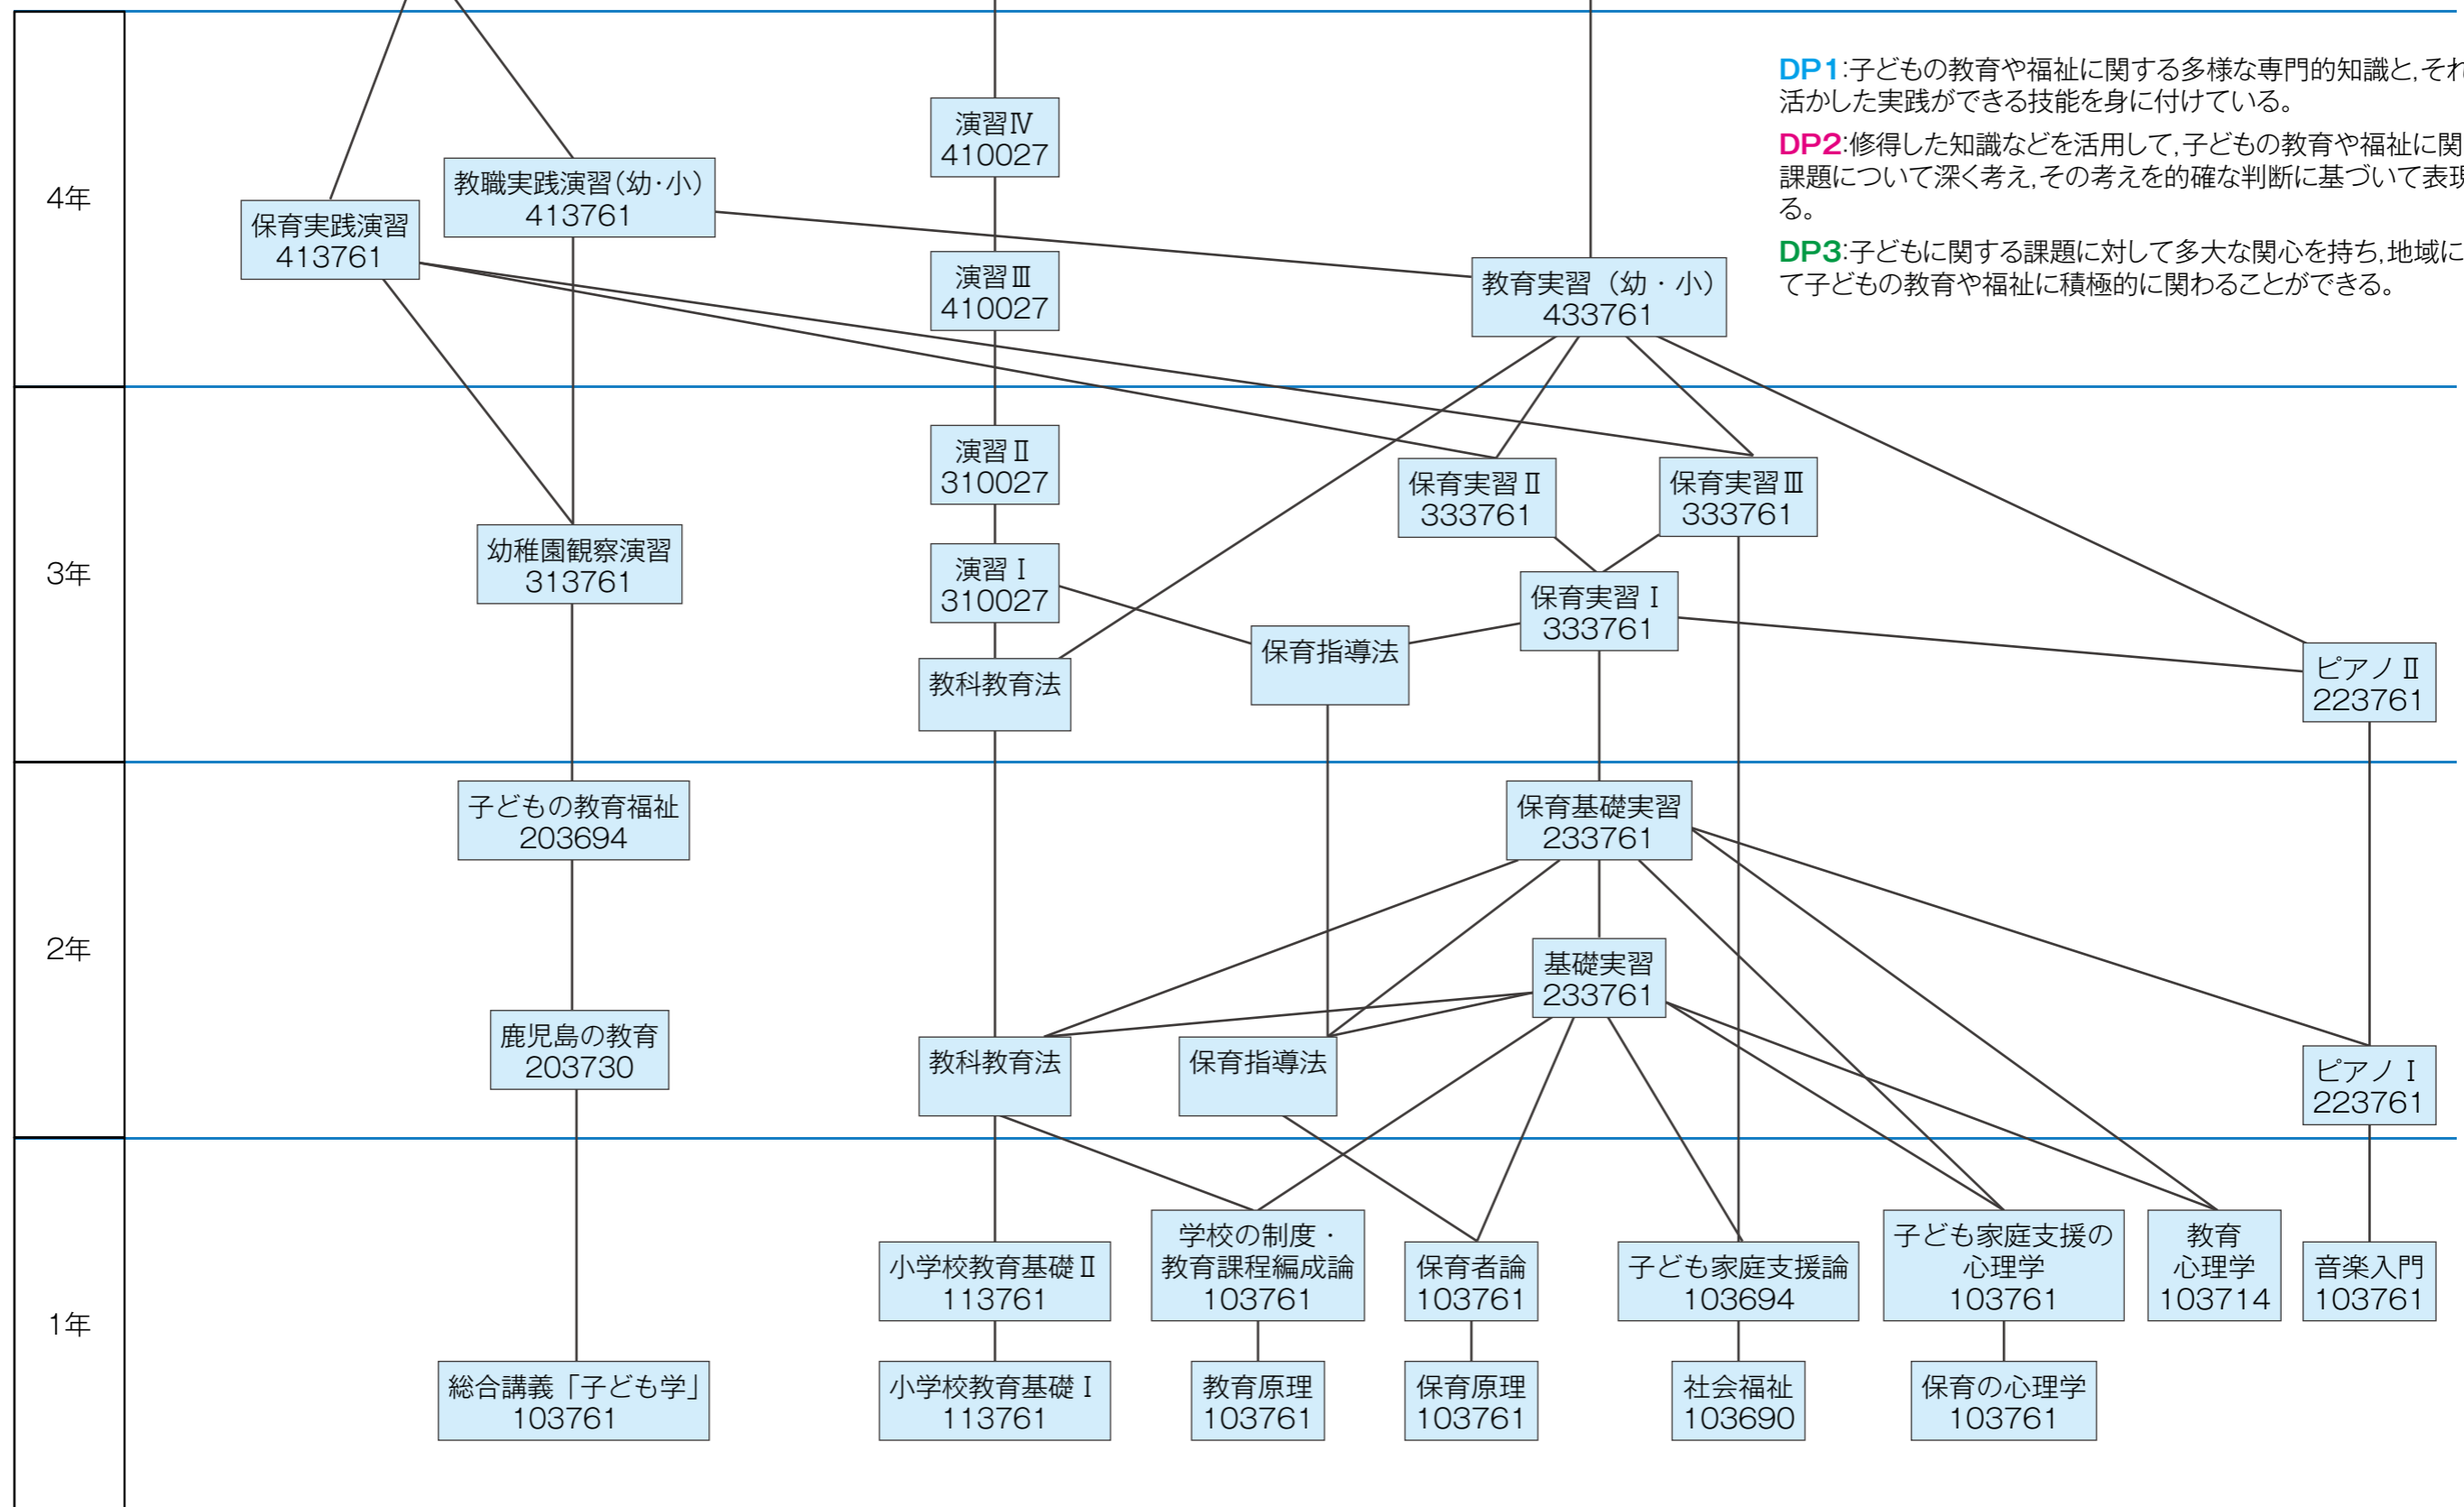 DP1:子どもの教育や福祉に関する多様な専門的知識と,それ
活かした実践ができる技能を身に付けている。
DP2:修得した知識などを活用して,子どもの教育や福祉に関
課題について深く考え,その考えを的確な判断に基づいて表現
る。
DP3:子どもに関する課題に対して多大な関心を持ち,地域に
て子どもの教育や福祉に積極的に関わることができる。
4年
演習Ⅳ
410027
教職実践演習(幼・小)
413761
保育実践演習
413761
演習Ⅲ
410027
教育実習（幼・小）
433761
3年
演習Ⅱ
310027
保育実習Ⅱ
333761
保育実習Ⅲ
333761
幼稚園観察演習
313761
演習Ⅰ
310027
保育実習Ⅰ
333761
保育指導法
教科教育法
ピアノⅡ
223761
2年
子どもの教育福祉
203694
保育基礎実習
233761
基礎実習
233761
鹿児島の教育
203730
教科教育法
保育指導法
ピアノⅠ
223761
1年
小学校教育基礎Ⅱ
113761
学校の制度・
教育課程編成論
103761
保育者論
103761
子ども家庭支援論
103694
子ども家庭支援の
心理学
103761
教育
心理学
103714
音楽入門
103761
総合講義「子ども学」
103761
小学校教育基礎Ⅰ
113761
教育原理
103761
保育原理
103761
社会福祉
103690
保育の心理学
103761